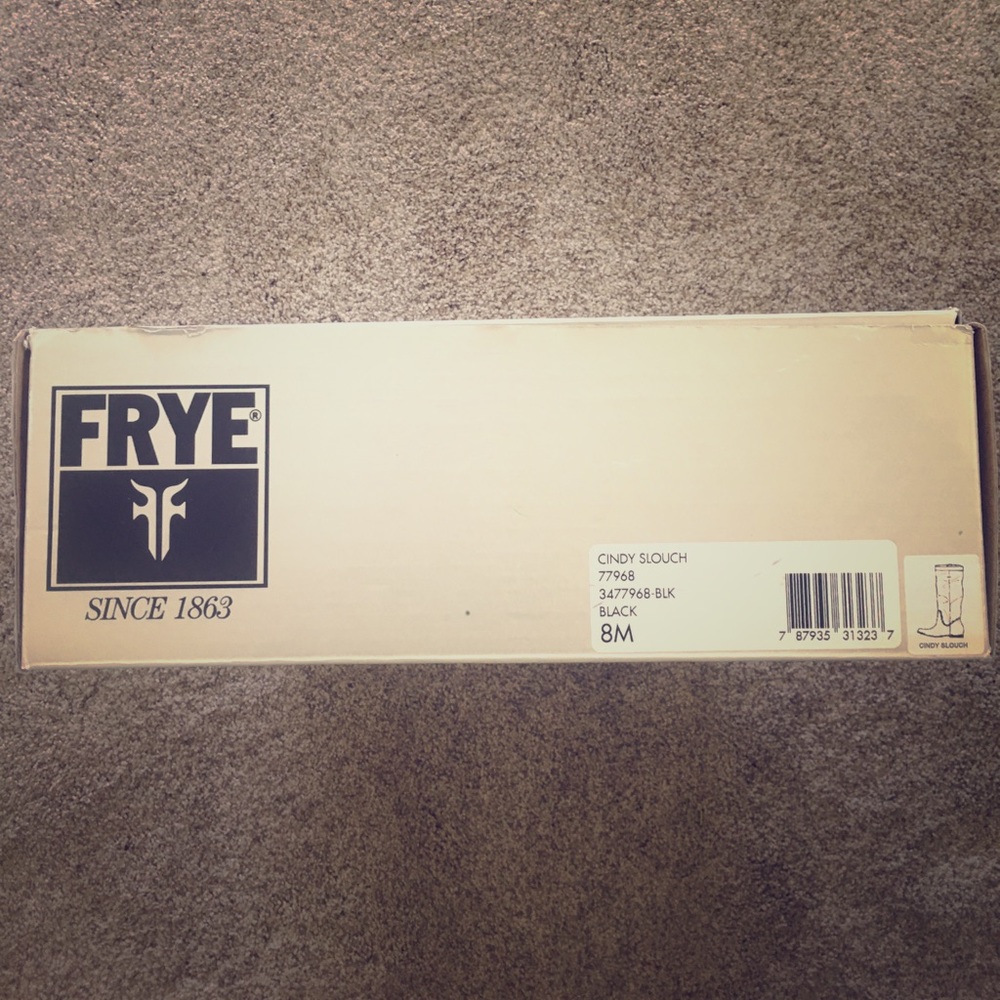 FRYE®
SINCE 1863
CINDY SLOUCH
77968
3477968-BLK
BLACK
8M
7 87935 31323 7
CINDY SLOUCH